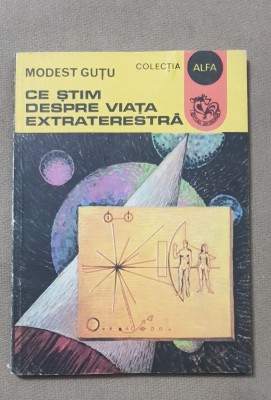 MODEST GUȚU
COLECȚIA
ALFA
CE ȘTIM
DESPRE VIAȚA
EXTRATERESTRĂ